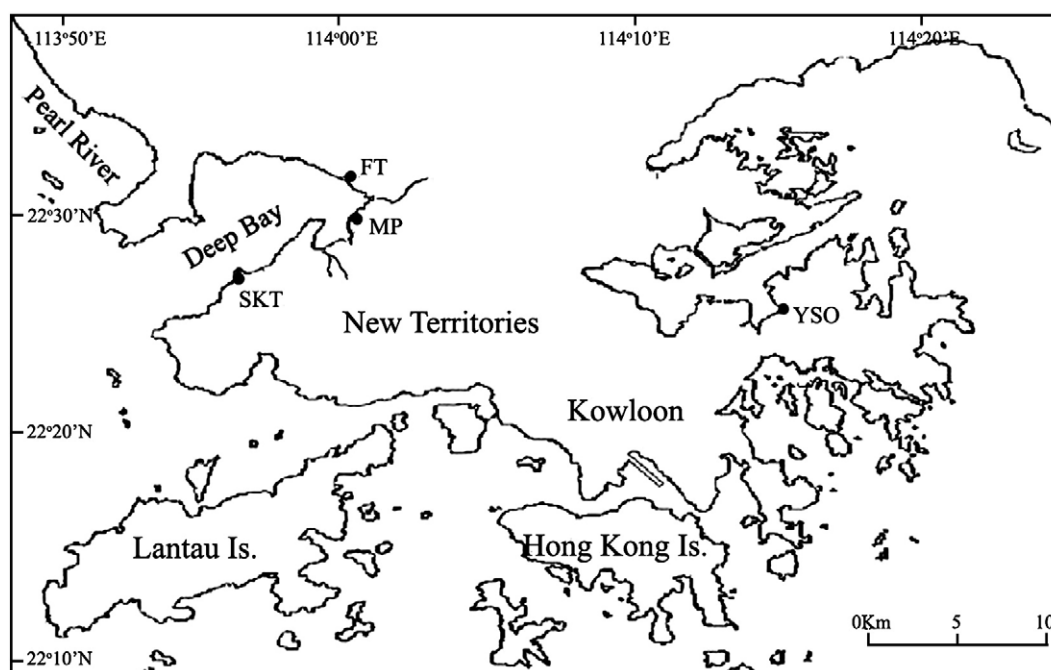 113°50'E
114°00'E
114°10'E
114°20'E
Pearl River
FT
22°30'N
MP
Deep Bay
SKT
YSO
New Territories
Kowloon
22°20'N
Lantau Is.
Hong Kong Is.
0Km 5 10
22°10'N